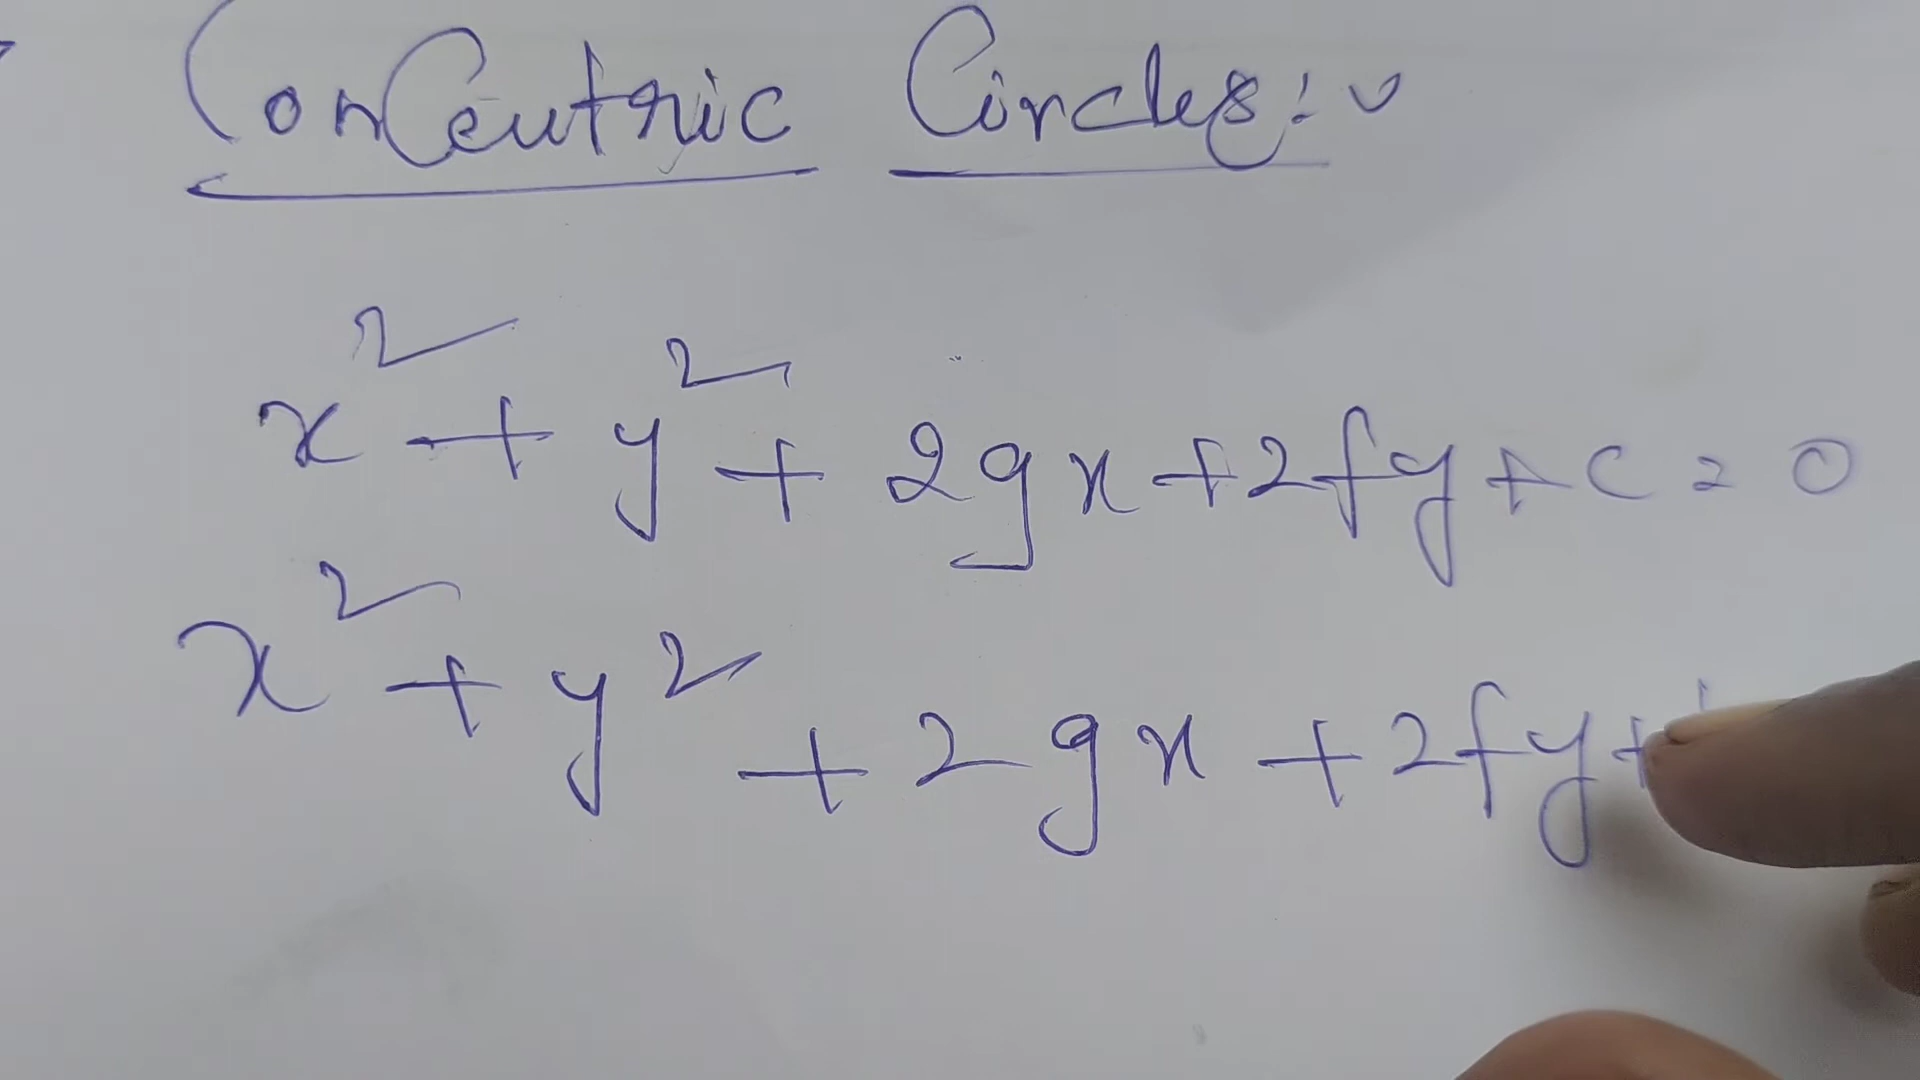 Concentric Circles:
x² + y² + 2gx + 2fy + c = 0
x² + y² + 2gx + 2fy +